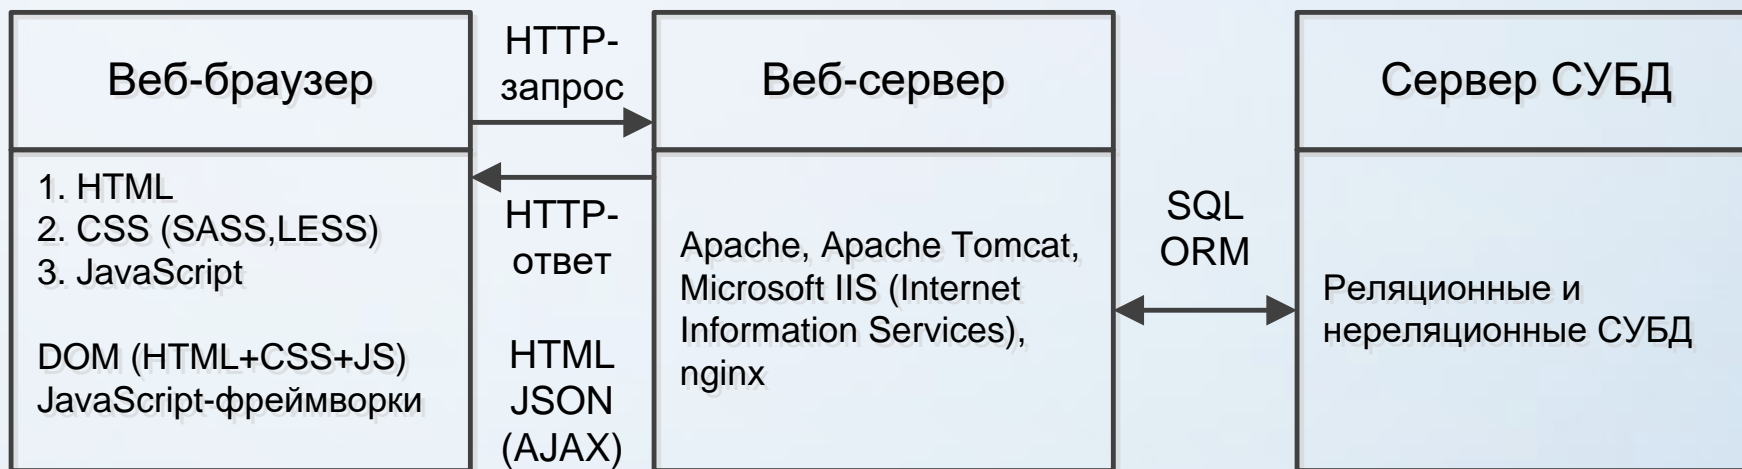 Веб-браузер
1. HTML
2. CSS (SASS,LESS)
3. JavaScript
DOM (HTML+CSS+JS)
JavaScript-фреймворки
HTTP-
запрос
HTTP-
ответ
HTML
JSON
(AJAX)
Веб-сервер
Apache, Apache Tomcat,
Microsoft IIS (Internet
Information Services),
nginx
SQL
ORM
Сервер СУБД
Реляционные и
нереляционные СУБД